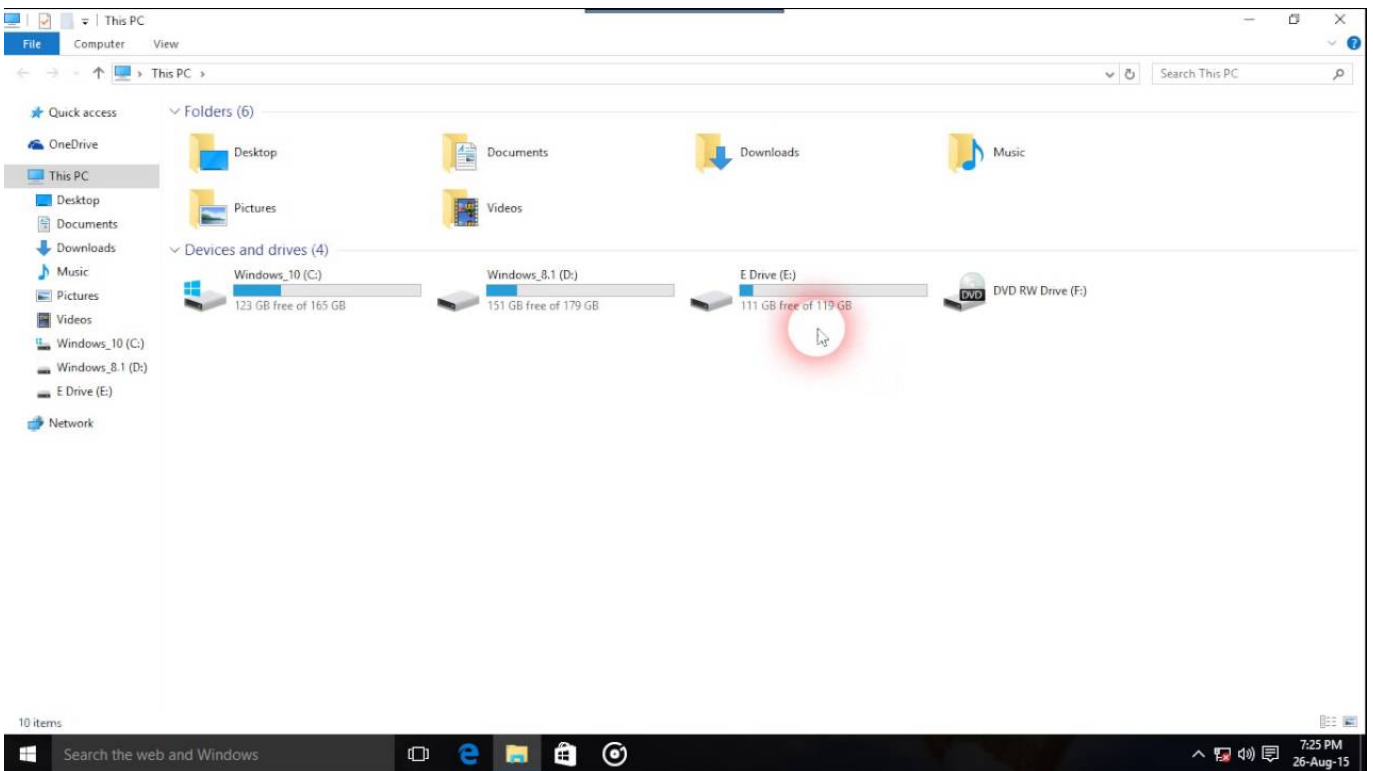 This PC
File Computer View
This PC
Search This PC
Quick access
OneDrive
This PC
Desktop
Documents
Downloads
Music
Pictures
Videos
Windows_10 (C:)
Windows_8.1 (D:)
E Drive (E:)
Network
Folders (6)
Desktop
Documents
Downloads
Music
Pictures
Videos
Devices and drives (4)
Windows_10 (C:)
123 GB free of 165 GB
Windows_8.1 (D:)
151 GB free of 179 GB
E Drive (E:)
111 GB free of 119 GB
DVD
DVD RW Drive (F:)
10 items
Search the web and Windows
7:25 PM
26-Aug-15